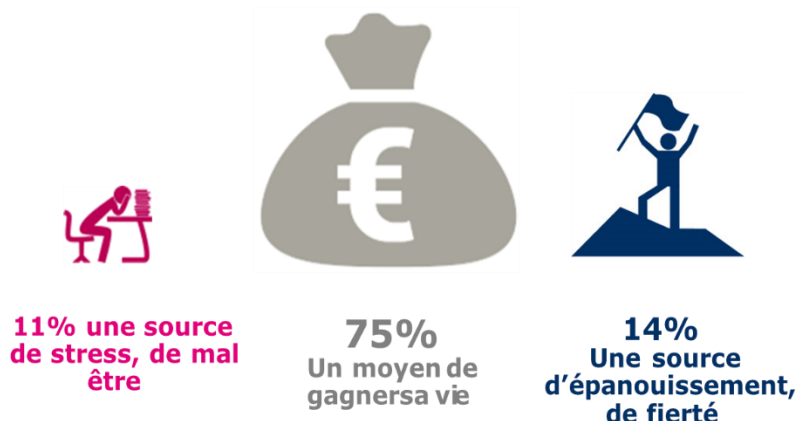 €
11% une source
de stress, de mal
être
75%
Un moyen de
gagnersa vie
14%
Une source
d’épanouissement,
de fierté